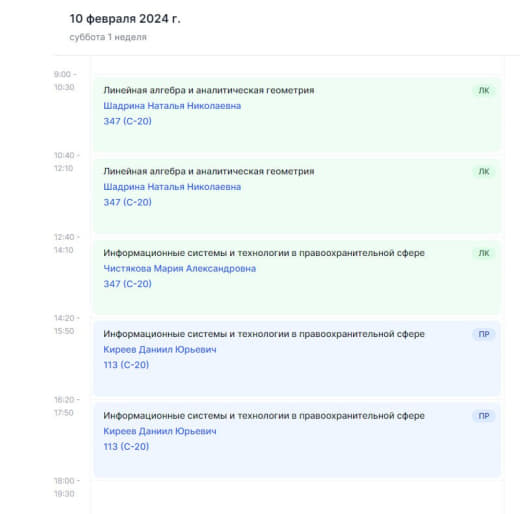 10 февраля 2024 г.
суббота 1 неделя
9:00 -
10:30
Линейная алгебра и аналитическая геометрия
ЛК
Шадрина Наталья Николаевна
347 (С-20)
10:40 -
12:10
Линейная алгебра и аналитическая геометрия
ЛК
Шадрина Наталья Николаевна
347 (С-20)
12:40 -
14:10
Информационные системы и технологии в правоохранительной сфере
ЛК
Чистякова Мария Александровна
347 (С-20)
14:20 -
15:50
Информационные системы и технологии в правоохранительной сфере
ПР
Киреев Даниил Юрьевич
113 (С-20)
16:20 -
17:50
Информационные системы и технологии в правоохранительной сфере
ПР
Киреев Даниил Юрьевич
113 (С-20)
18:00 -
19:30